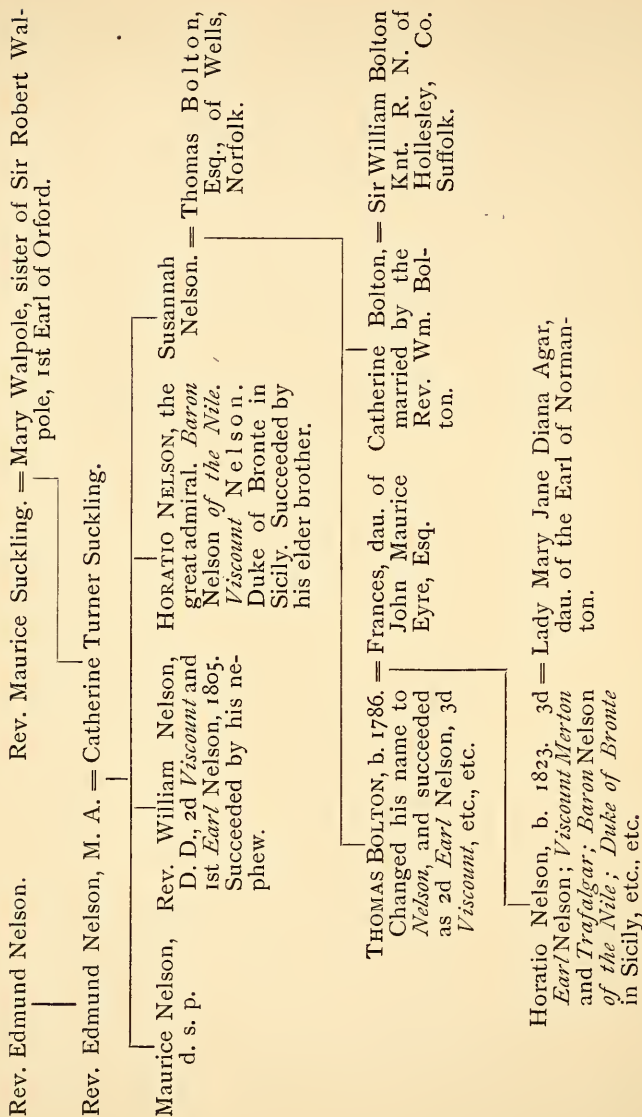 Rev. Edmund Nelson.
Rev. Maurice Suckling. = Mary Walpole, sister of Sir Robert Wal-
pole, 1st Earl of Orford.
Rev. Edmund Nelson, M. A. = Catherine Turner Suckling.
Maurice Nelson,
d. s. p.
Rev. William Nelson,
D. D., 2d Viscount and
1st Earl Nelson, 1805.
Succeeded by his ne-
phew.
HORATIO NELSON, the
great admiral. Baron
Nelson of the Nile.
Viscount Nelson.
Duke of Bronte in
Sicily. Succeeded by
his elder brother.
Susannah
Nelson.
= Thomas Bolton,
Esq., of Wells,
Norfolk.
THOMAS BOLTON, b. 1786.
Changed his name to
Nelson, and succeeded
as 2d Earl Nelson, 3d
Viscount, etc., etc.
= Frances, dau. of
John Maurice
Eyre, Esq.
Catherine Bolton,
married by the
Rev. Wm. Bol-
ton.
= Sir William Bolton
Knt. R. N. of
Hollesley, Co.
Suffolk.
Horatio Nelson, b. 1823. 3d
Earl Nelson; Viscount Merton
and Trafalgar; Baron Nelson
of the Nile; Duke of Bronte
in Sicily, etc., etc.
= Lady Mary Jane Diana Agar,
dau. of the Earl of Norman-
ton.